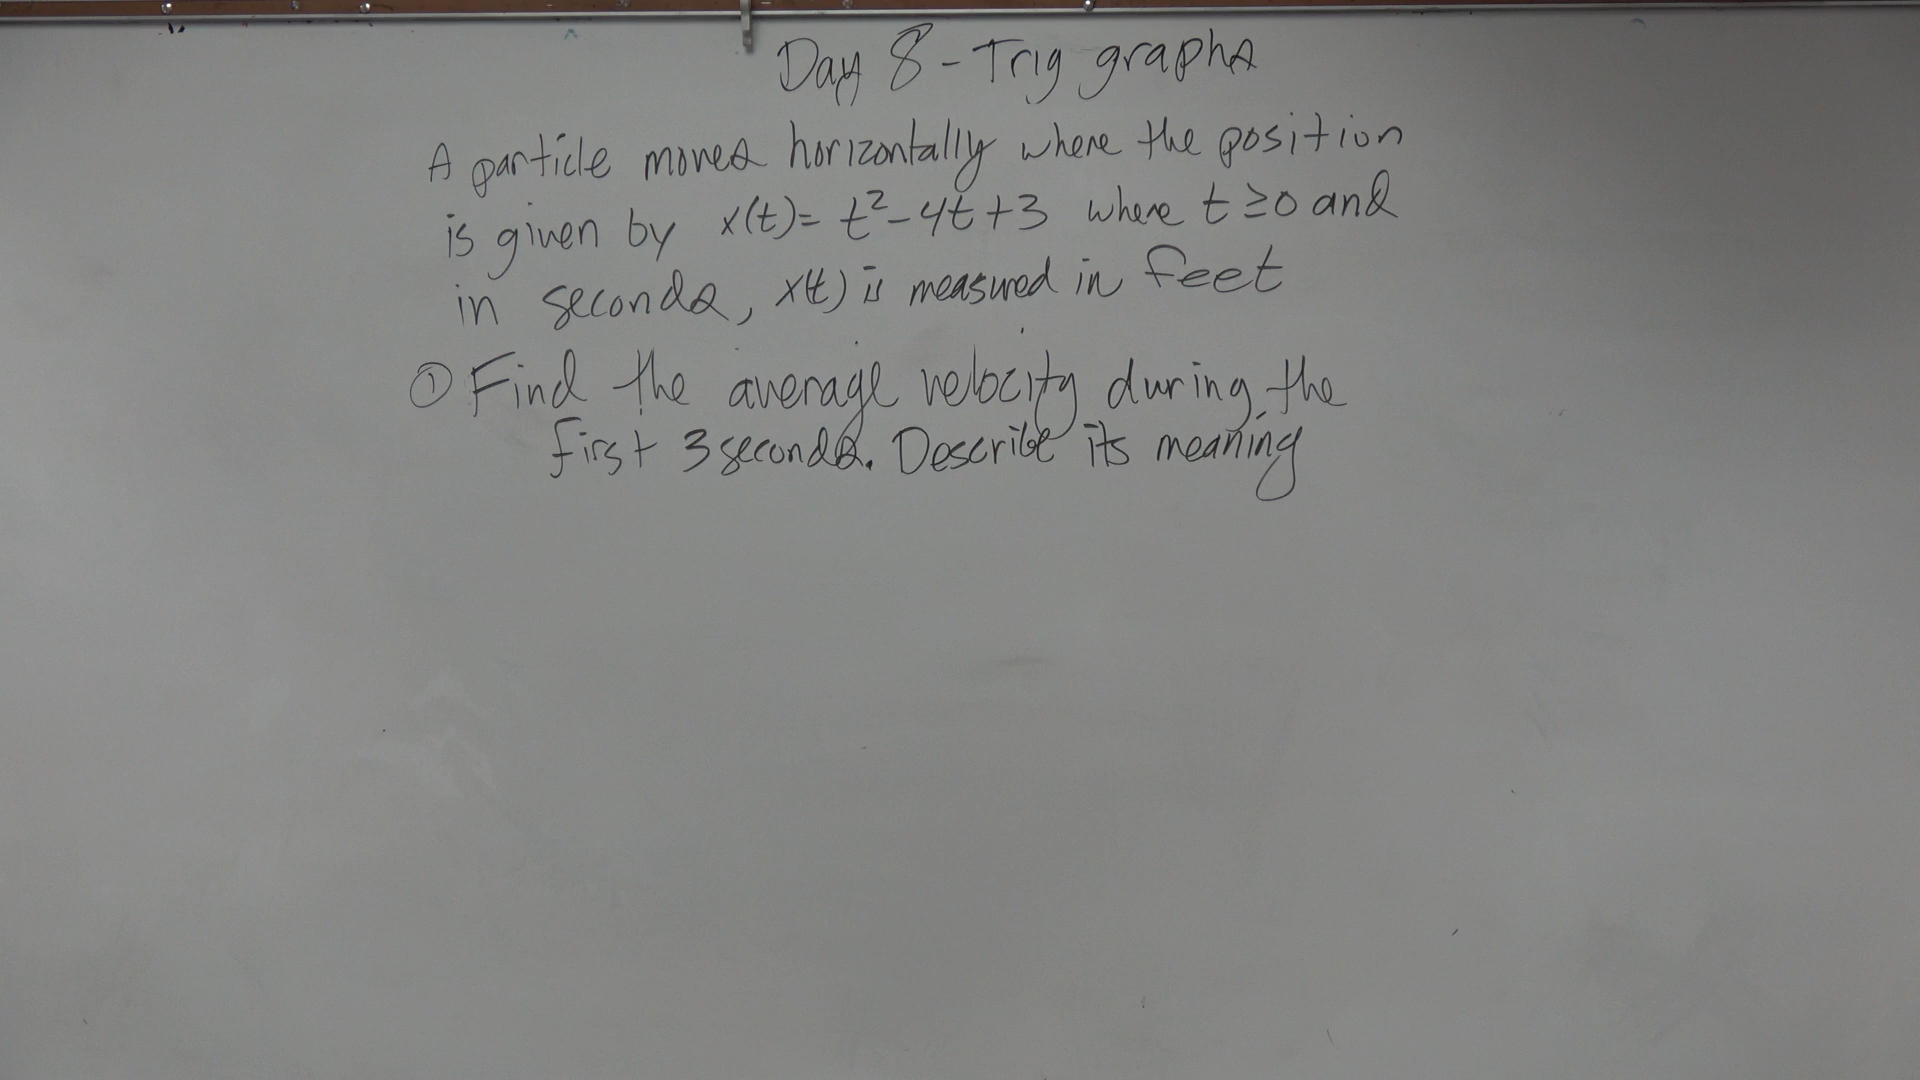 Day 8 - Trig graphs
A particle moves horizontally where the position
is given by x(t)= t²-4t+3 where t≥0 and
in seconds, x(t) is measured in feet
① Find the average velocity during the
first 3 seconds. Describe its meaning